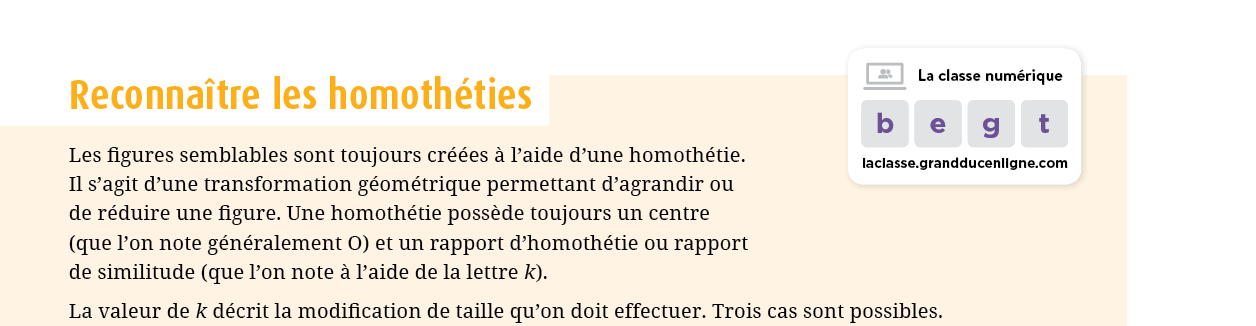 Reconnaître les homothéties
La classe numérique
b e g t
laclasse.grandducenligne.com
Les figures semblables sont toujours créées à l’aide d’une homothétie.
Il s’agit d’une transformation géométrique permettant d’agrandir ou
de réduire une figure. Une homothétie possède toujours un centre
(que l’on note généralement O) et un rapport d’homothétie ou rapport
de similitude (que l’on note à l’aide de la lettre k).
La valeur de k décrit la modification de taille qu’on doit effectuer. Trois cas sont possibles.